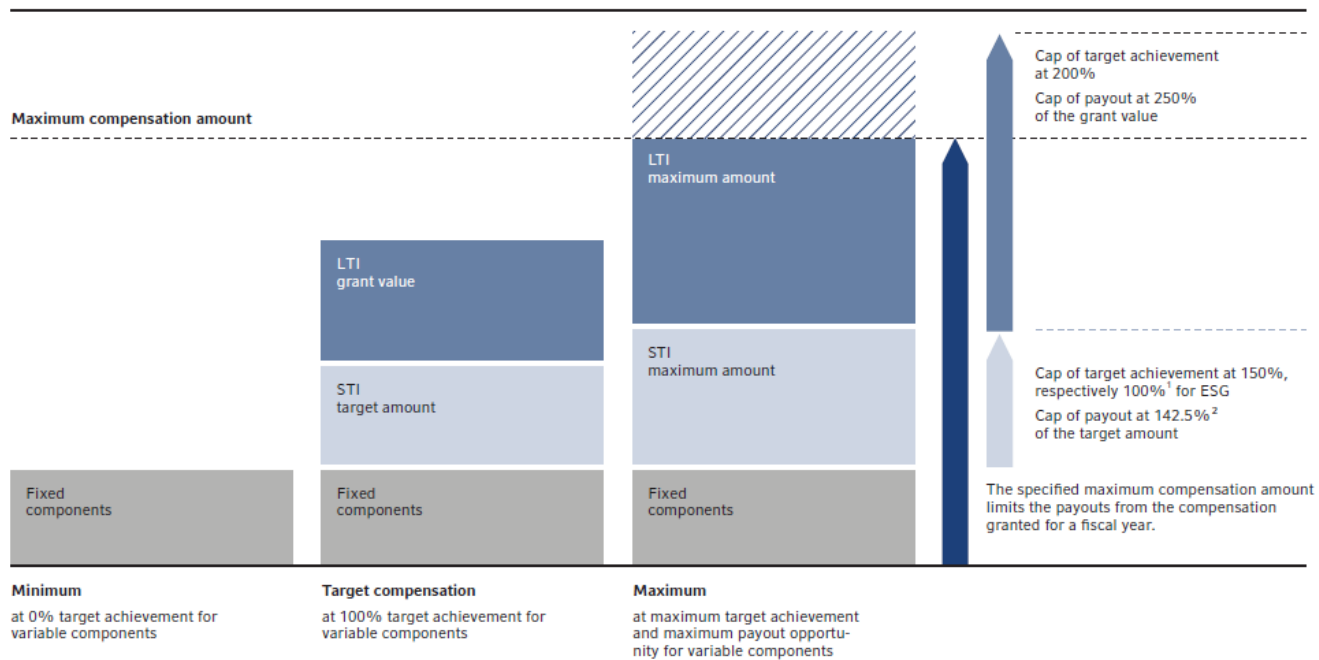 Cap of target achievement
at 200%
Cap of payout at 250%
of the grant value
Maximum compensation amount
LTI
maximum amount
LTI
grant value
STI
maximum amount
STI
target amount
Cap of target achievement at 150%,
respectively 100%¹ for ESG
Cap of payout at 142.5%²
of the target amount
Fixed
components
Fixed
components
Fixed
components
The specified maximum compensation amount
limits the payouts from the compensation
granted for a fiscal year.
Minimum
at 0% target achievement for
variable components
Target compensation
at 100% target achievement for
variable components
Maximum
at maximum target achievement
and maximum payout opportu-
nity for variable components